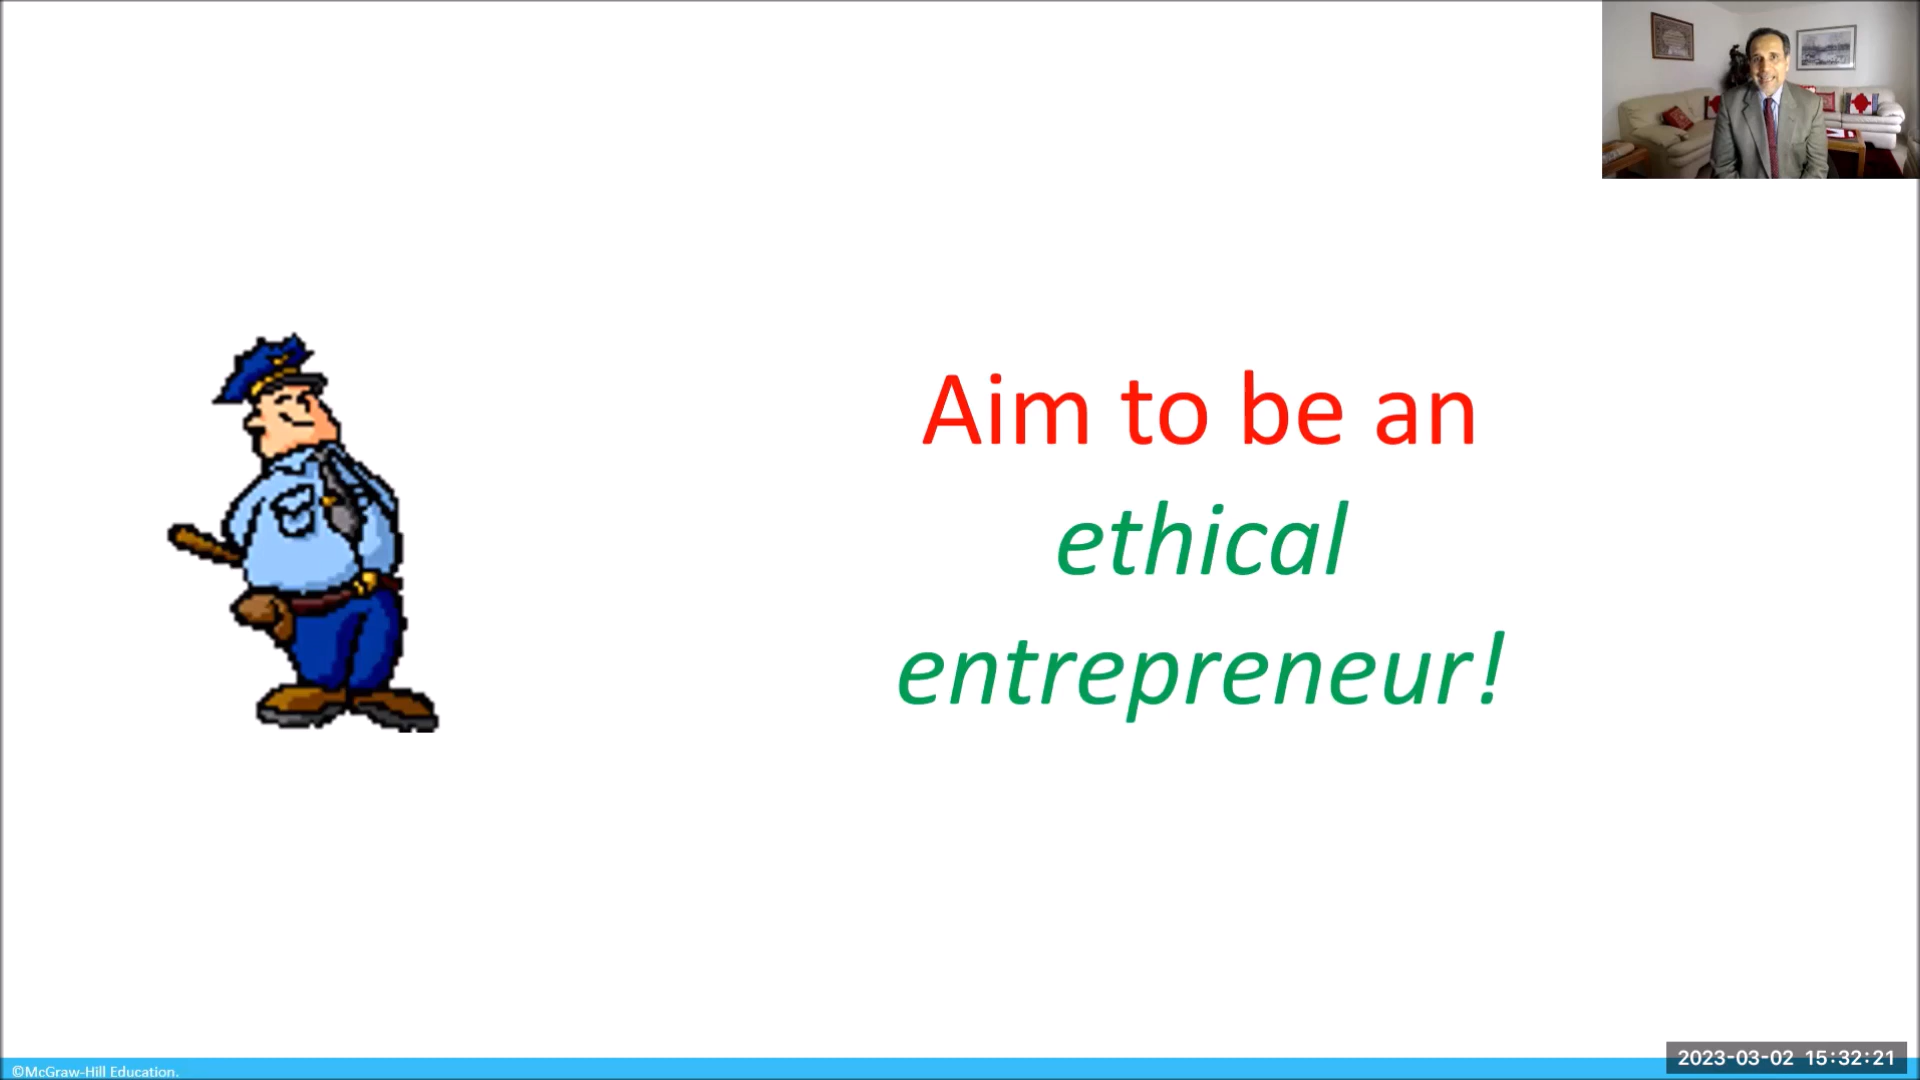 Aim to be an
ethical
entrepreneur!
©McGraw-Hill Education.
2023-03-02 15:32:21